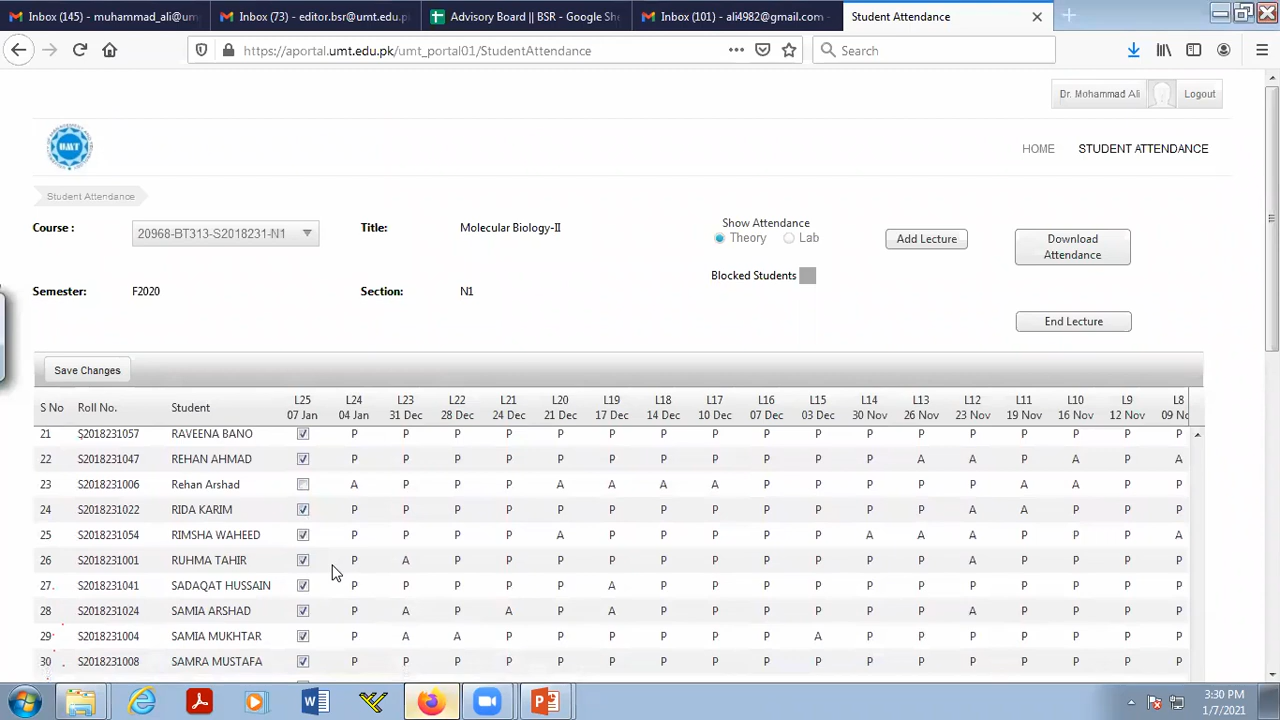 Inbox (145) - muhammad_ali@um
Inbox (73) - editor.bsr@umt.edu.p
Advisory Board || BSR - Google She
Inbox (101) - ali4982@gmail.com -
Student Attendance
https://aportal.umt.edu.pk/umt_portal01/StudentAttendance
Search
Dr. Mohammad Ali
Logout
UMT
HOME
STUDENT ATTENDANCE
Student Attendance
Course :
20968-BT313-S2018231-N1
Title:
Molecular Biology-II
Show Attendance
Theory
Lab
Add Lecture
Download
Attendance
Blocked Students
Semester:
F2020
Section:
N1
End Lecture
Save Changes
S No Roll No. Student L25 L24 L23 L22 L21 L20 L19 L18 L17 L16 L15 L14 L13 L12 L11 L10 L9 L8
07 Jan 04 Jan 31 Dec 28 Dec 24 Dec 21 Dec 17 Dec 14 Dec 10 Dec 07 Dec 03 Dec 30 Nov 26 Nov 23 Nov 19 Nov 16 Nov 12 Nov 09 No
21 S2018231057 RAVEENA BANO P P P P P P P P P P P P P P P P P
22 S2018231047 REHAN AHMAD P P P P P P P P P P P A A P A P A
23 S2018231006 Rehan Arshad A P P P A A A A P P P P P A A P P
24 S2018231022 RIDA KARIM P P P P P P P P P P P P A A P P P
25 S2018231054 RIMSHA WAHEED P P P P A P P P P P A A A P P P A
26 S2018231001 RUHMA TAHIR P A P P P P P P P P P P A P P P P
27 S2018231041 SADAQAT HUSSAIN P P P P P A P P P P P P P P P P P
28 S2018231024 SAMIA ARSHAD P A P A P A P P P P P P A P P P P
29 S2018231004 SAMIA MUKHTAR P A A P P P P P P A P P P P P P P
30 S2018231008 SAMRA MUSTAFA P P P P P P P P P P P P P P P P P
3:30 PM
1/7/2021